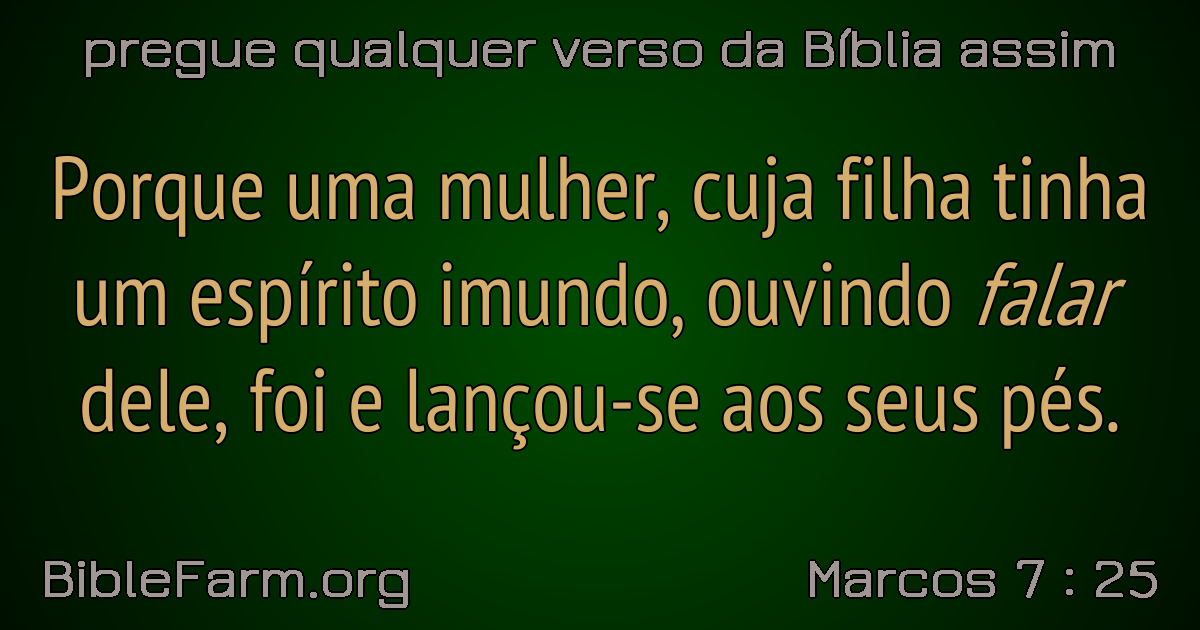 pregue qualquer verso da Bíblia assim
Porque uma mulher, cuja filha tinha
um espírito imundo, ouvindo falar
dele, foi e lançou-se aos seus pés.
BibleFarm.org
Marcos 7 : 25